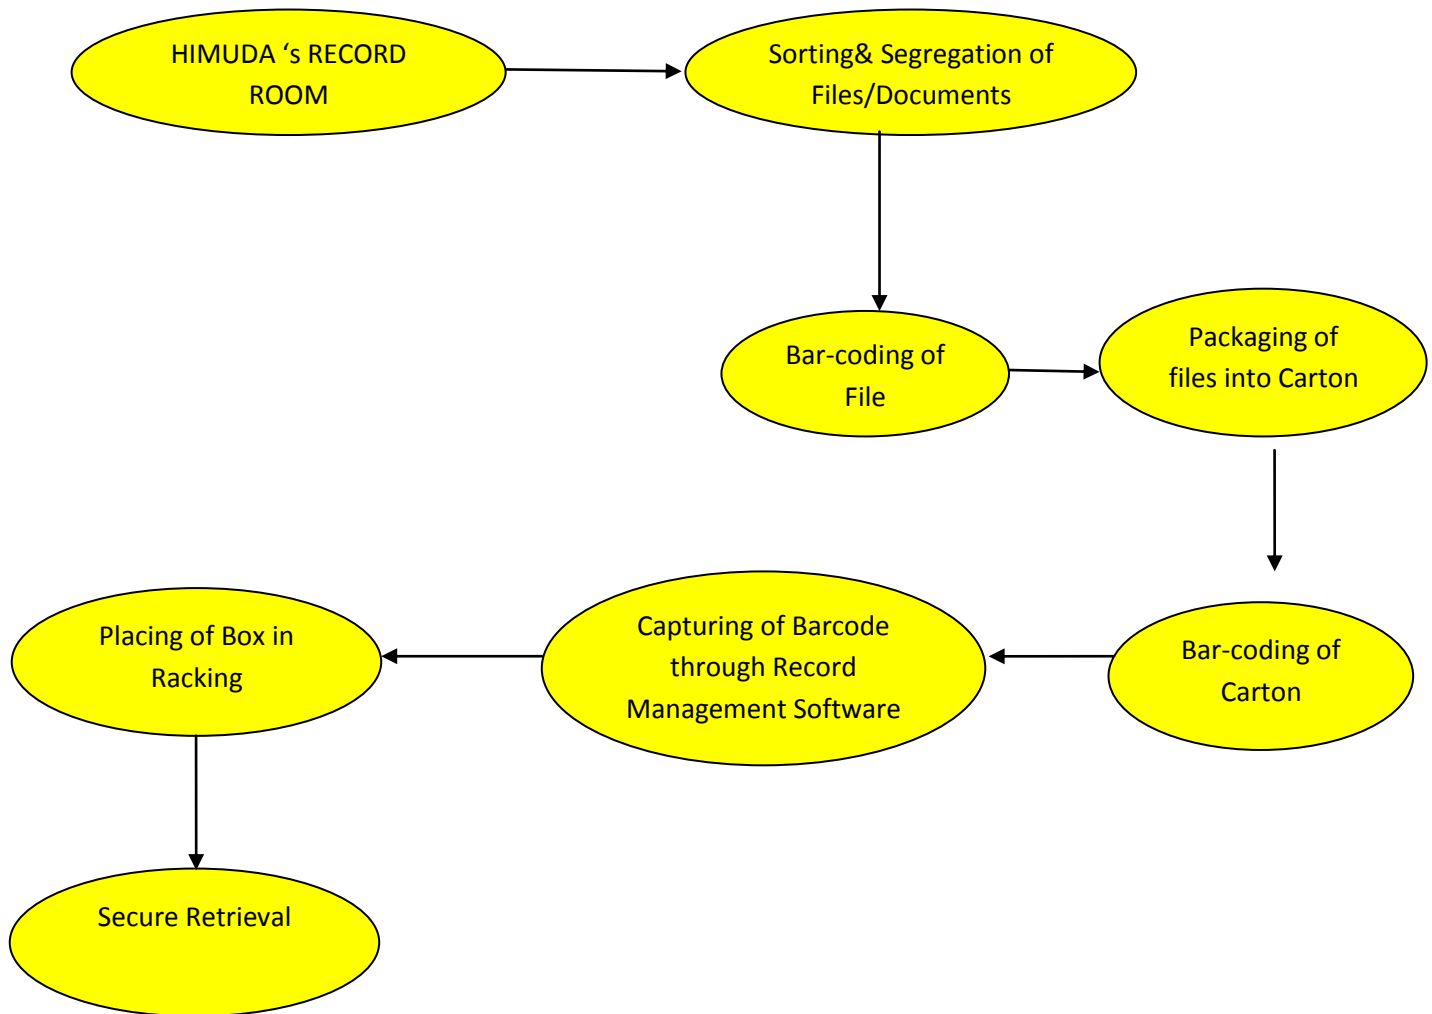 HIMUDA ‘s RECORD
ROOM
Sorting& Segregation of
Files/Documents
Bar-coding of
File
Packaging of
files into Carton
Bar-coding of
Carton
Capturing of Barcode
through Record
Management Software
Placing of Box in
Racking
Secure Retrieval